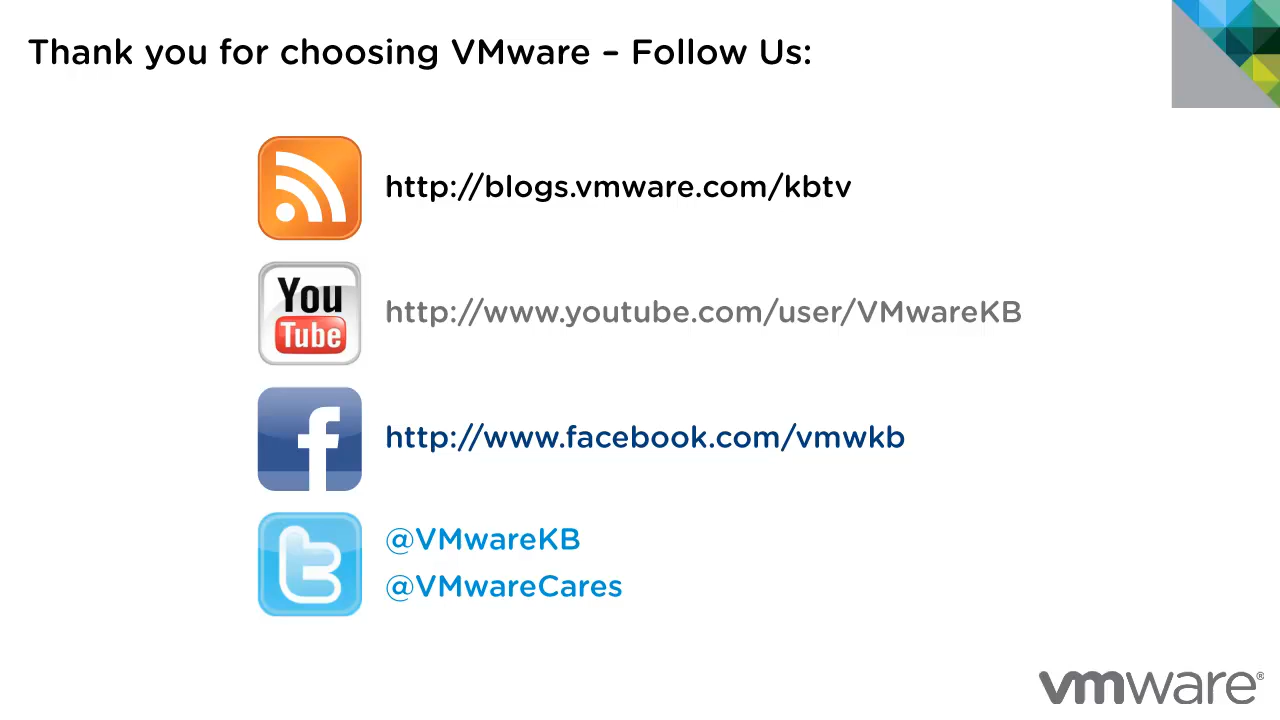 Thank you for choosing VMware – Follow Us:
http://blogs.vmware.com/kbtv
You
Tube
http://www.youtube.com/user/VMwareKB
f
http://www.facebook.com/vmwkb
t
@VMwareKB
@VMwareCares
vmware®